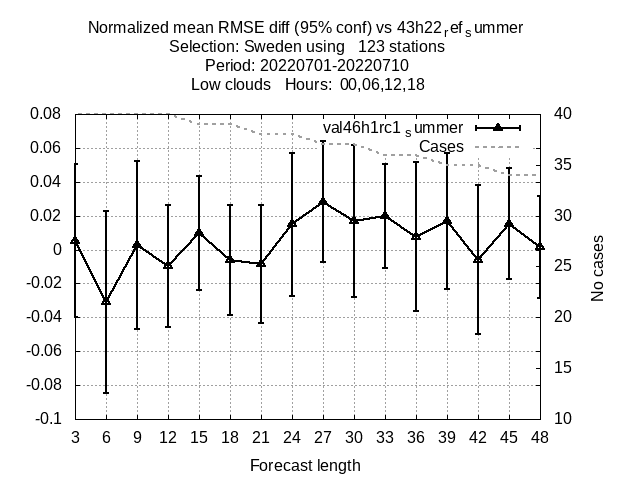 Normalized mean RMSE diff (95% conf) vs 43h22ᵣefₛummer
Selection: Sweden using 123 stations
Period: 20220701-20220710
Low clouds Hours: 00,06,12,18
val46h1rc1ₛummer
Cases
0.08
0.06
0.04
0.02
0
-0.02
-0.04
-0.06
-0.08
-0.1
40
35
30
25
20
15
10
No cases
3 6 9 12 15 18 21 24 27 30 33 36 39 42 45 48
Forecast length